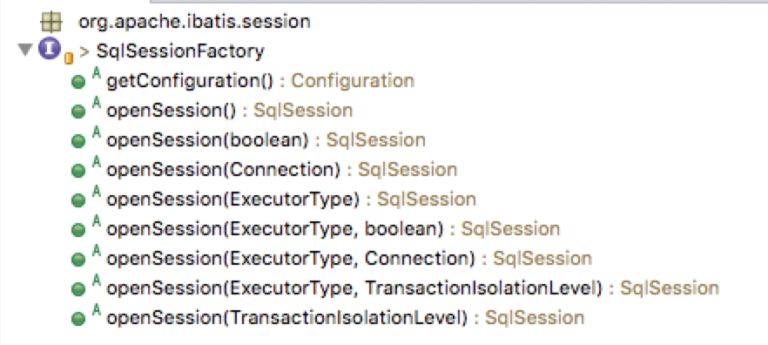 org.apache.ibatis.session
I > SqlSessionFactory
A getConfiguration() : Configuration
A openSession() : SqlSession
A openSession(boolean) : SqlSession
A openSession(Connection) : SqlSession
A openSession(ExecutorType) : SqlSession
A openSession(ExecutorType, boolean) : SqlSession
A openSession(ExecutorType, Connection) : SqlSession
A openSession(ExecutorType, TransactionIsolationLevel) : SqlSession
A openSession(TransactionIsolationLevel) : SqlSession